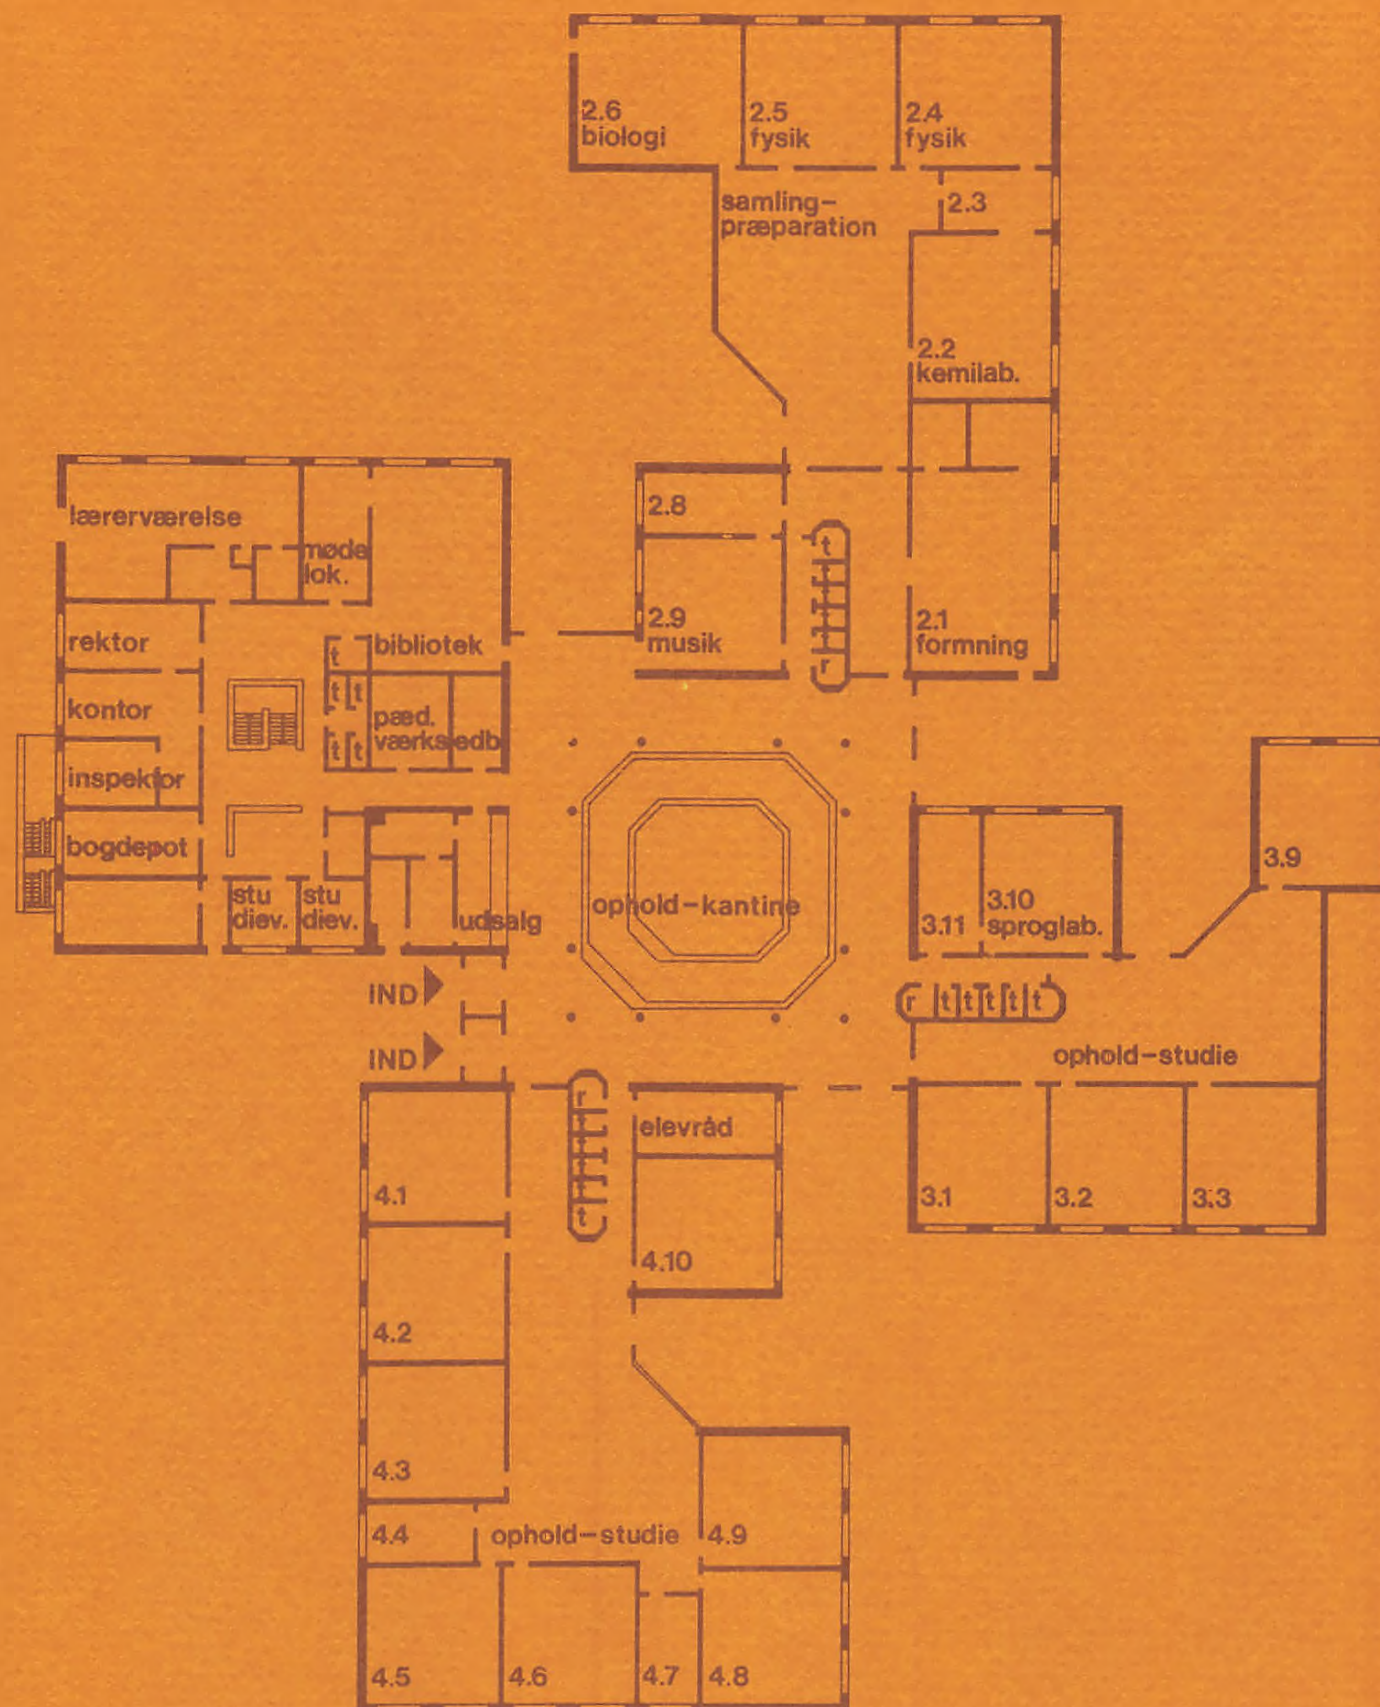 2.6
biologi
2.5
fysik
2.4
fysik
samling-
præparation
2.3
2.2
kemilab.
lærerværelse
møde
lok.
2.8
2.9
musik
t
t
t
t
r
2.1
formning
rektor
t
bibliotek
kontor
t t
pæd.
værks
edb
inspektor
t t
bogdepot
stu
diev.
stu
diev.
udsalg
ophold-kantine
3.11
3.10
sproglab.
3.9
IND
IND
r t t t t t
ophold-studie
r
t
t
elevråd
4.1
4.10
3.1
3.2
3.3
4.2
4.3
4.4
ophold-studie
4.9
4.5
4.6
4.7
4.8